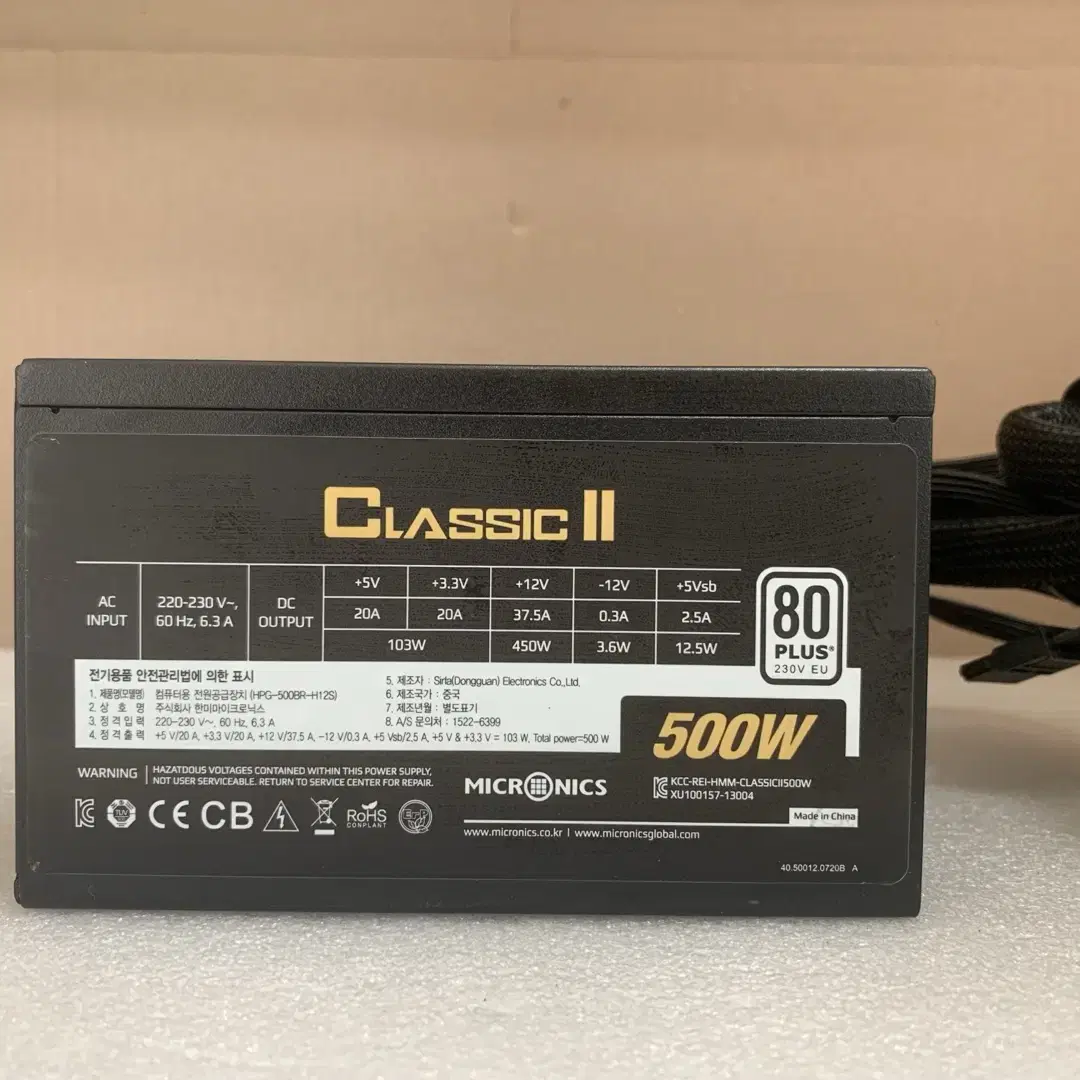 CLASSIC II
AC INPUT
220-230 V~, 60 Hz, 6.3 A
DC OUTPUT
+5V +3.3V +12V -12V +5Vsb
20A 20A 37.5A 0.3A 2.5A
103W 450W 3.6W 12.5W
80
PLUS®
230V EU
전기용품 안전관리법에 의한 표시
1. 제품명(모델명) 컴퓨터용 전원공급장치 (HPG-500BR-H12S)
2. 상 호 명 주식회사 한미마이크로닉스
3. 정격 입력 220-230 V~, 60 Hz, 6.3 A
4. 정격 출력 +5 V/20 A, +3.3 V/20 A, +12 V/37.5 A, -12 V/0.3 A, +5 Vsb/2.5 A, +5 V & +3.3 V = 103 W, Total power=500 W
5. 제조자 : Sirfa(Dongguan) Electronics Co.,Ltd.
6. 제조국가 : 중국
7. 제조년월 : 별도표기
8. A/S 문의처 : 1522-6399
500W
WARNING
HAZATDOUS VOLTAGES CONTAINED WITHIN THIS POWER SUPPLY,
NOT USER SERVICEABLE. RETURN TO SERVICE CENTER FOR REPAIR.
MICRONICS
KCC-REI-HMM-CLASSICII500W
XU100157-13004
TUV CE CB RoHS
COMPLANT
ErP
Made in China
www.micronics.co.kr | www.micronicsglobal.com
40.50012.0720B A